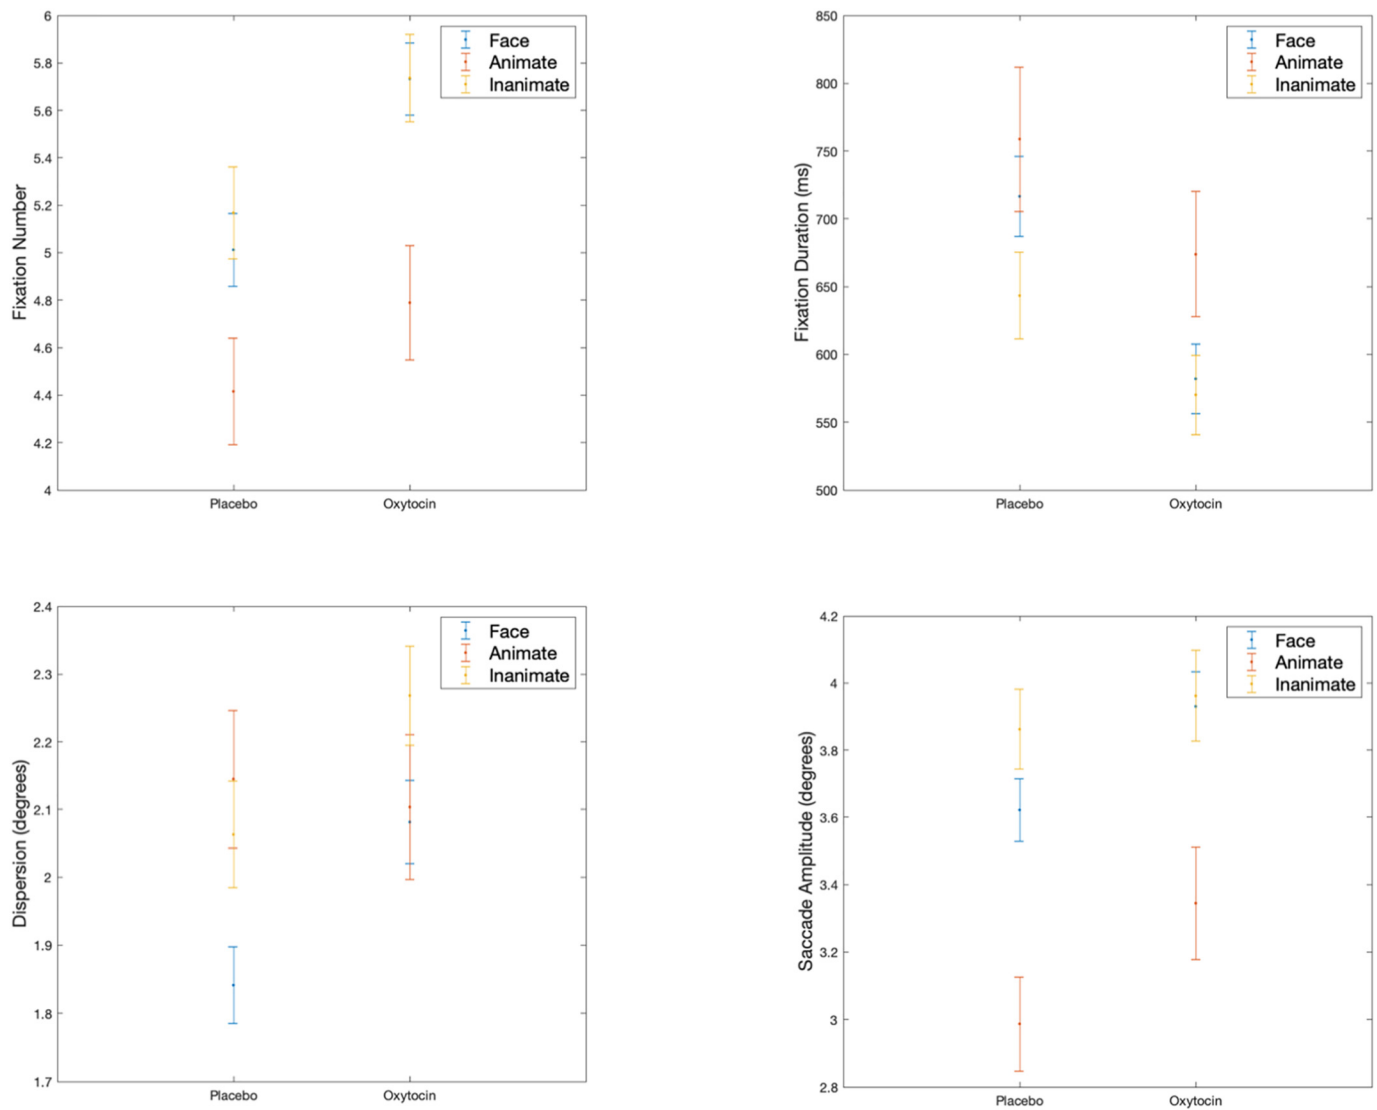 Fixation Number
6
5.8
5.6
5.4
5.2
5
4.8
4.6
4.4
4.2
4
Placebo
Oxytocin
Face
Animate
Inanimate
Fixation Duration (ms)
850
800
750
700
650
600
550
500
Placebo
Oxytocin
Face
Animate
Inanimate
Dispersion (degrees)
2.4
2.3
2.2
2.1
2
1.9
1.8
1.7
Placebo
Oxytocin
Face
Animate
Inanimate
Saccade Amplitude (degrees)
4.2
4
3.8
3.6
3.4
3.2
3
2.8
Placebo
Oxytocin
Face
Animate
Inanimate